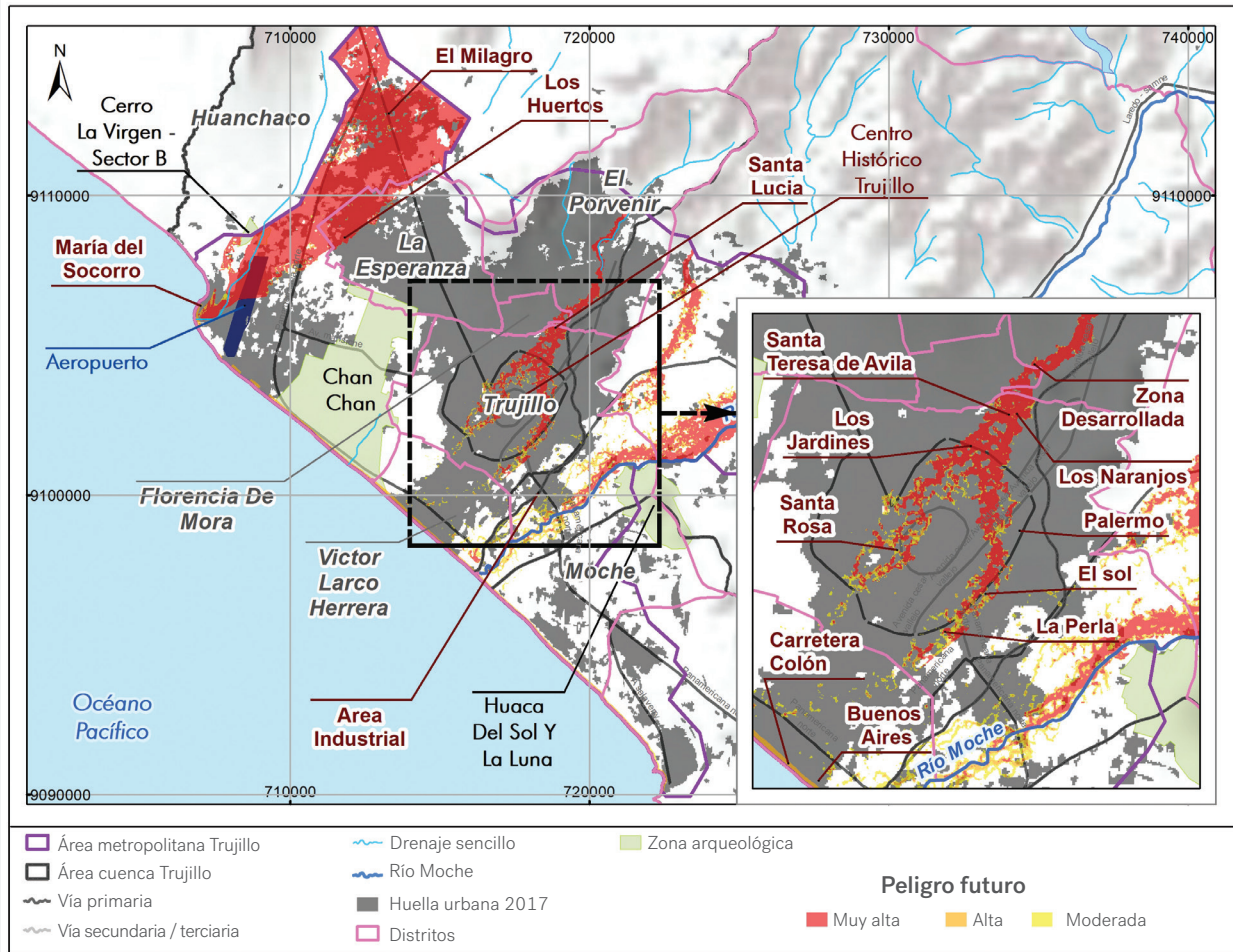 710000
720000
730000
740000
N
El Milagro
Los
Huertos
Cerro
La Virgen -
Sector B
Huanchaco
Laredo - Samne
Centro
Histórico
Trujillo
Santa
Lucia
El
Porvenir
9110000
9110000
María del
Socorro
La
Esperanza
Aeropuerto
Chan
Chan
Trujillo
Florencia De
Mora
9100000
Victor
Larco
Herrera
Moche
Océano
Pacífico
Area
Industrial
Huaca
Del Sol Y
La Luna
9090000
710000
720000
Santa
Teresa de Avila
Zona
Desarrollada
Los
Jardines
Los Naranjos
Santa
Rosa
Palermo
El sol
La Perla
Carretera
Colón
Buenos
Aires
Río Moche
Área metropolitana Trujillo
Área cuenca Trujillo
Vía primaria
Vía secundaria / terciaria
Drenaje sencillo
Río Moche
Huella urbana 2017
Distritos
Zona arqueológica
Peligro futuro
Muy alta
Alta
Moderada